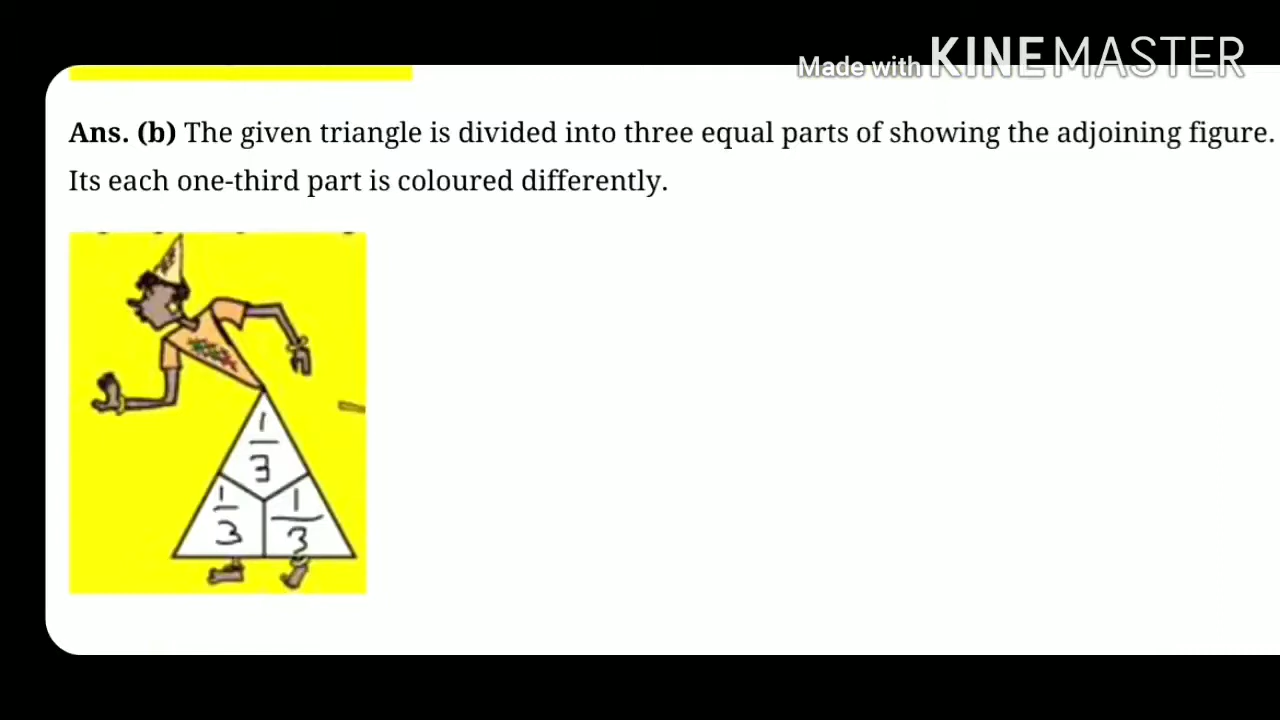 Made with KINEMASTER
Ans. (b) The given triangle is divided into three equal parts of showing the adjoining figure.
Its each one-third part is coloured differently.
1
3
1
3
1
3